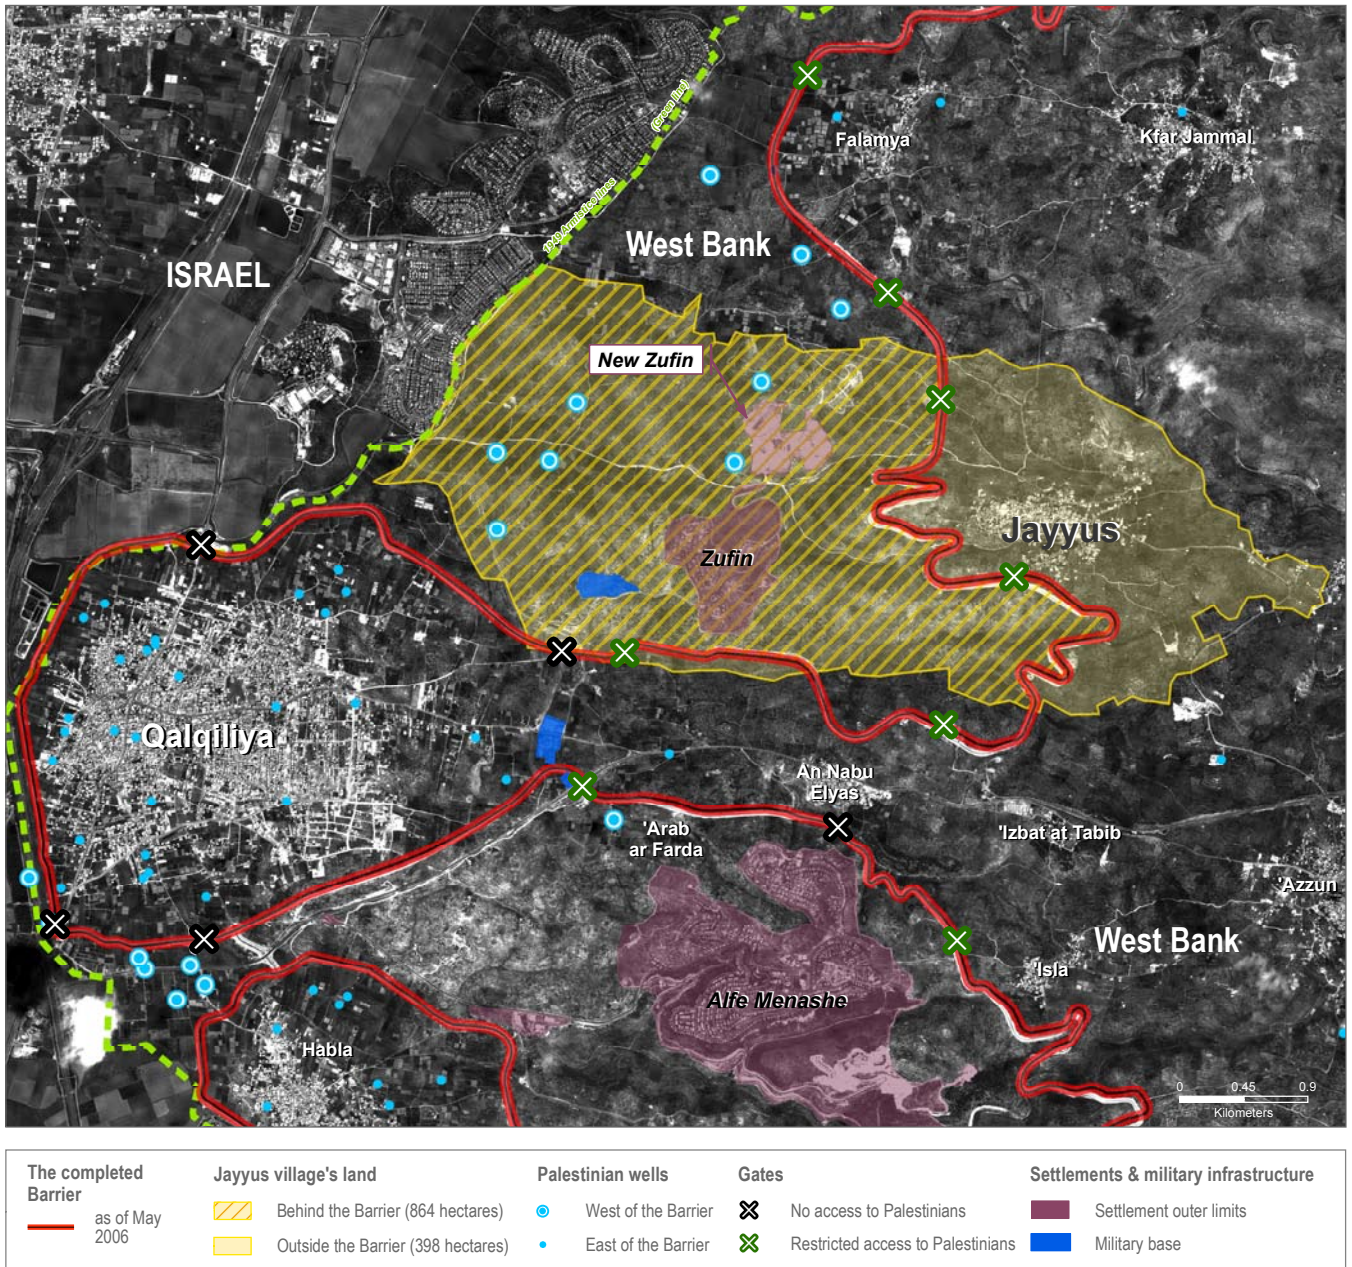 (Green line)
1949 Armistice lines
Falamya
Kfar Jammal
West Bank
ISRAEL
New Zufin
Jayyus
Zufin
Qalqiliya
An Nabu
Elyas
'Arab
ar Farda
'Izbat at Tabib
'Azzun
West Bank
'Isla
Alfe Menashe
Habla
0 0.45 0.9
Kilometers
The completed
Barrier
as of May
2006
Jayyus village's land
Behind the Barrier (864 hectares)
Outside the Barrier (398 hectares)
Palestinian wells
West of the Barrier
East of the Barrier
Gates
No access to Palestinians
Restricted access to Palestinians
Settlements & military infrastructure
Settlement outer limits
Military base